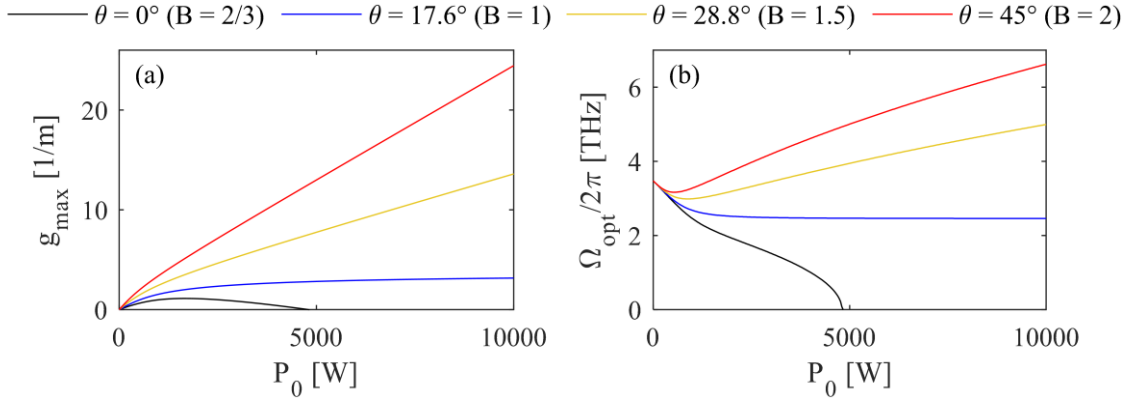 θ = 0° (B = 2/3) θ = 17.6° (B = 1) θ = 28.8° (B = 1.5) θ = 45° (B = 2)
(a)
g_max [1/m]
20
10
0
0 5000 10000
P_0 [W]
(b)
Ω_opt/2π [THz]
6
4
2
0
0 5000 10000
P_0 [W]